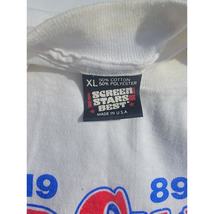 XL 50% COTTON
50% POLYESTER
SCREEN
STARS
BEST
MADE IN U.S.A.
19 89